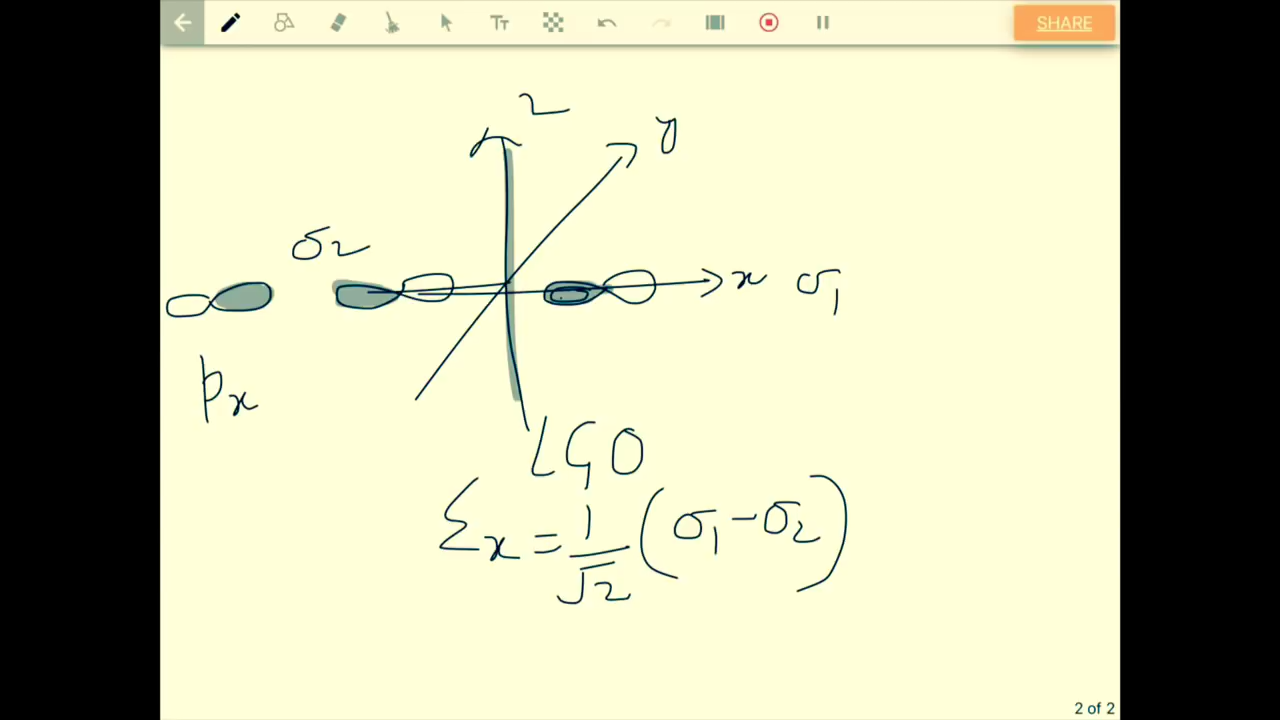 SHARE
z
y
σ2
x σ1
px
LGO
Σx = 1/√2 (σ1 - σ2)
2 of 2